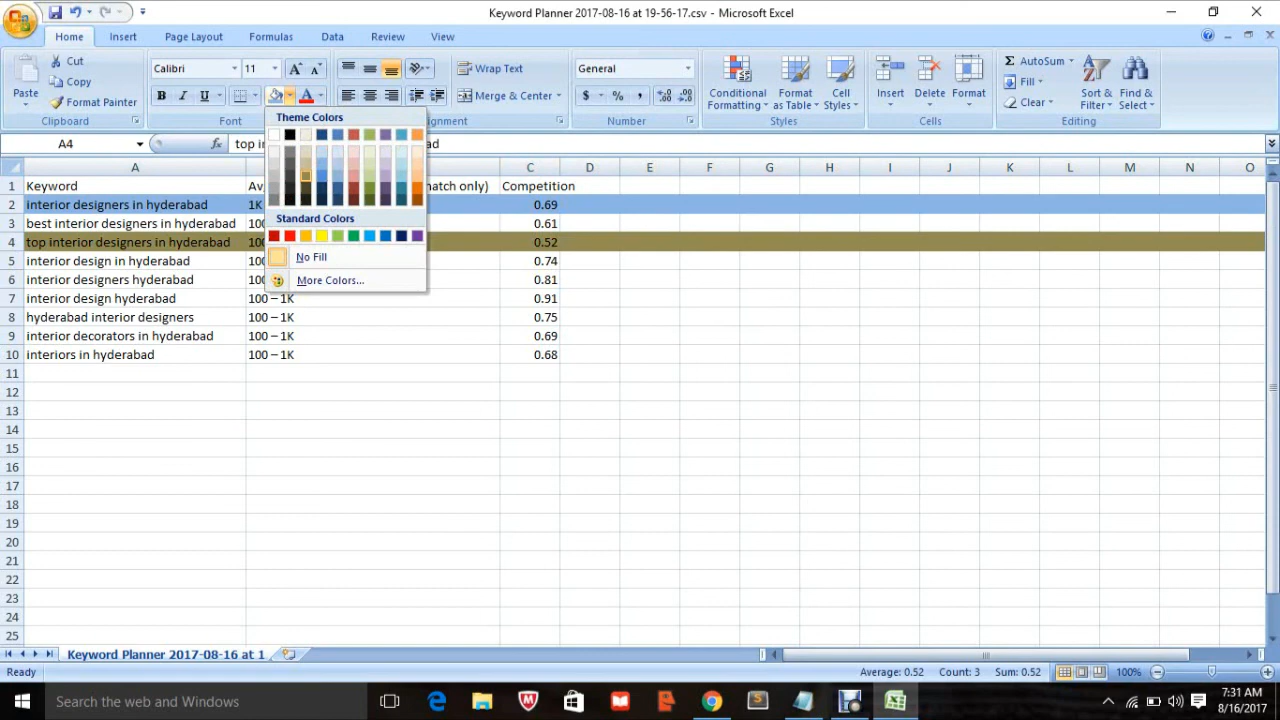 Keyword Planner 2017-08-16 at 19-56-17.csv - Microsoft Excel
Home Insert Page Layout Formulas Data Review View
Paste
Cut
Copy
Format Painter
Clipboard
Calibri 11
B I U A
Font
Wrap Text
Merge & Center
lignment
General
$ % ,
Number
Conditional Formatting
Format as Table
Cell Styles
Styles
Insert Delete Format
Cells
Σ AutoSum
Fill
Clear
Sort & Filter
Find & Select
Editing
A4 fx top in ad
Theme Colors
Standard Colors
No Fill
More Colors...
A C D E F G H I J K L M N O
1 Keyword Av natch only) Competition
2 interior designers in hyderabad 1K 0.69
3 best interior designers in hyderabad 100 0.61
4 top interior designers in hyderabad 100 0.52
5 interior design in hyderabad 100 0.74
6 interior designers hyderabad 100 0.81
7 interior design hyderabad 100 – 1K 0.91
8 hyderabad interior designers 100 – 1K 0.75
9 interior decorators in hyderabad 100 – 1K 0.69
10 interiors in hyderabad 100 – 1K 0.68
11
12
13
14
15
16
17
18
19
20
21
22
23
24
25
Keyword Planner 2017-08-16 at 1
Ready Average: 0.52 Count: 3 Sum: 0.52 100%
Search the web and Windows
7:31 AM
8/16/2017